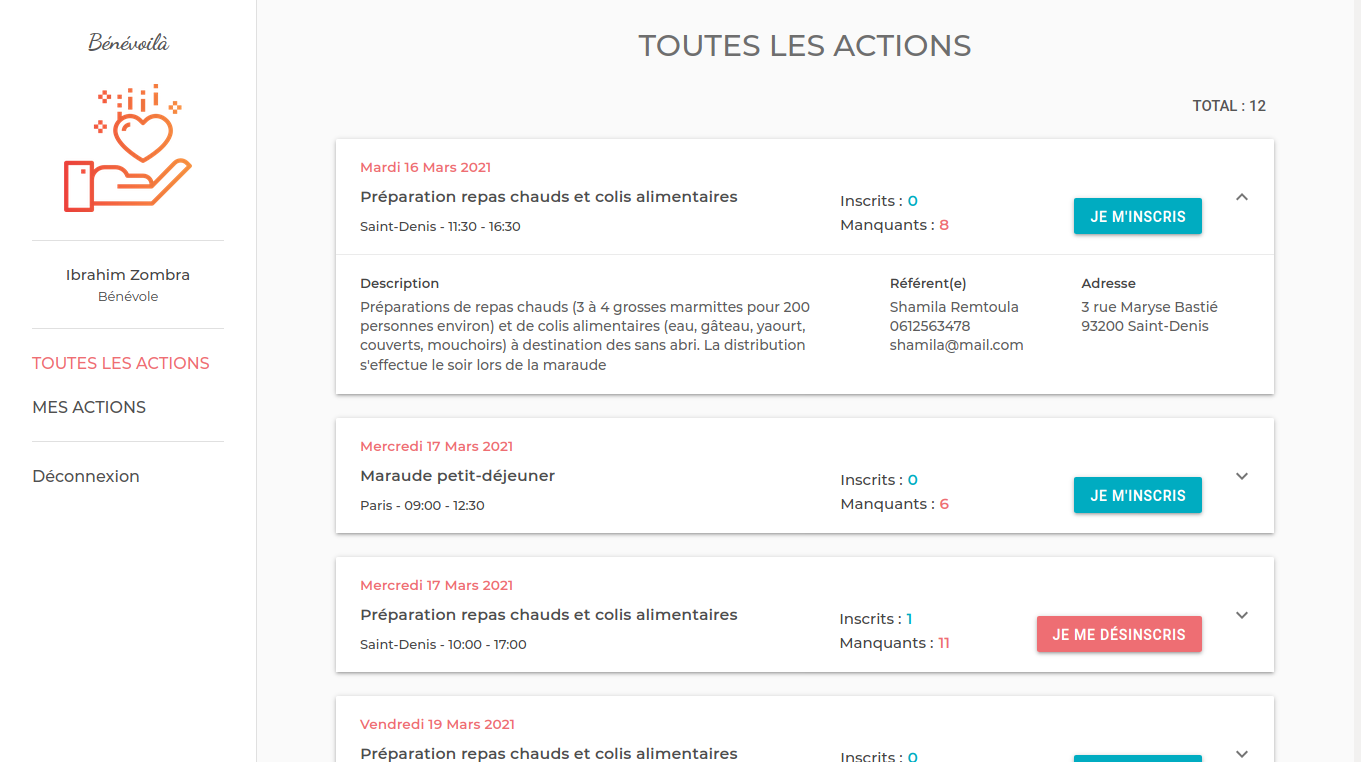 Bénévoilà
Ibrahim Zombra
Bénévole
TOUTES LES ACTIONS
MES ACTIONS
Déconnexion
TOUTES LES ACTIONS
TOTAL : 12
Mardi 16 Mars 2021
Préparation repas chauds et colis alimentaires
Saint-Denis - 11:30 - 16:30
Inscrits : 0
Manquants : 8
JE M'INSCRIS
Description
Préparations de repas chauds (3 à 4 grosses marmittes pour 200
personnes environ) et de colis alimentaires (eau, gâteau, yaourt,
couverts, mouchoirs) à destination des sans abri. La distribution
s'effectue le soir lors de la maraude
Référent(e)
Shamila Remtoula
0612563478
shamila@mail.com
Adresse
3 rue Maryse Bastié
93200 Saint-Denis
Mercredi 17 Mars 2021
Maraude petit-déjeuner
Paris - 09:00 - 12:30
Inscrits : 0
Manquants : 6
JE M'INSCRIS
Mercredi 17 Mars 2021
Préparation repas chauds et colis alimentaires
Saint-Denis - 10:00 - 17:00
Inscrits : 1
Manquants : 11
JE ME DÉSINSCRIS
Vendredi 19 Mars 2021
Préparation repas chauds et colis alimentaires
Inscrits : 0